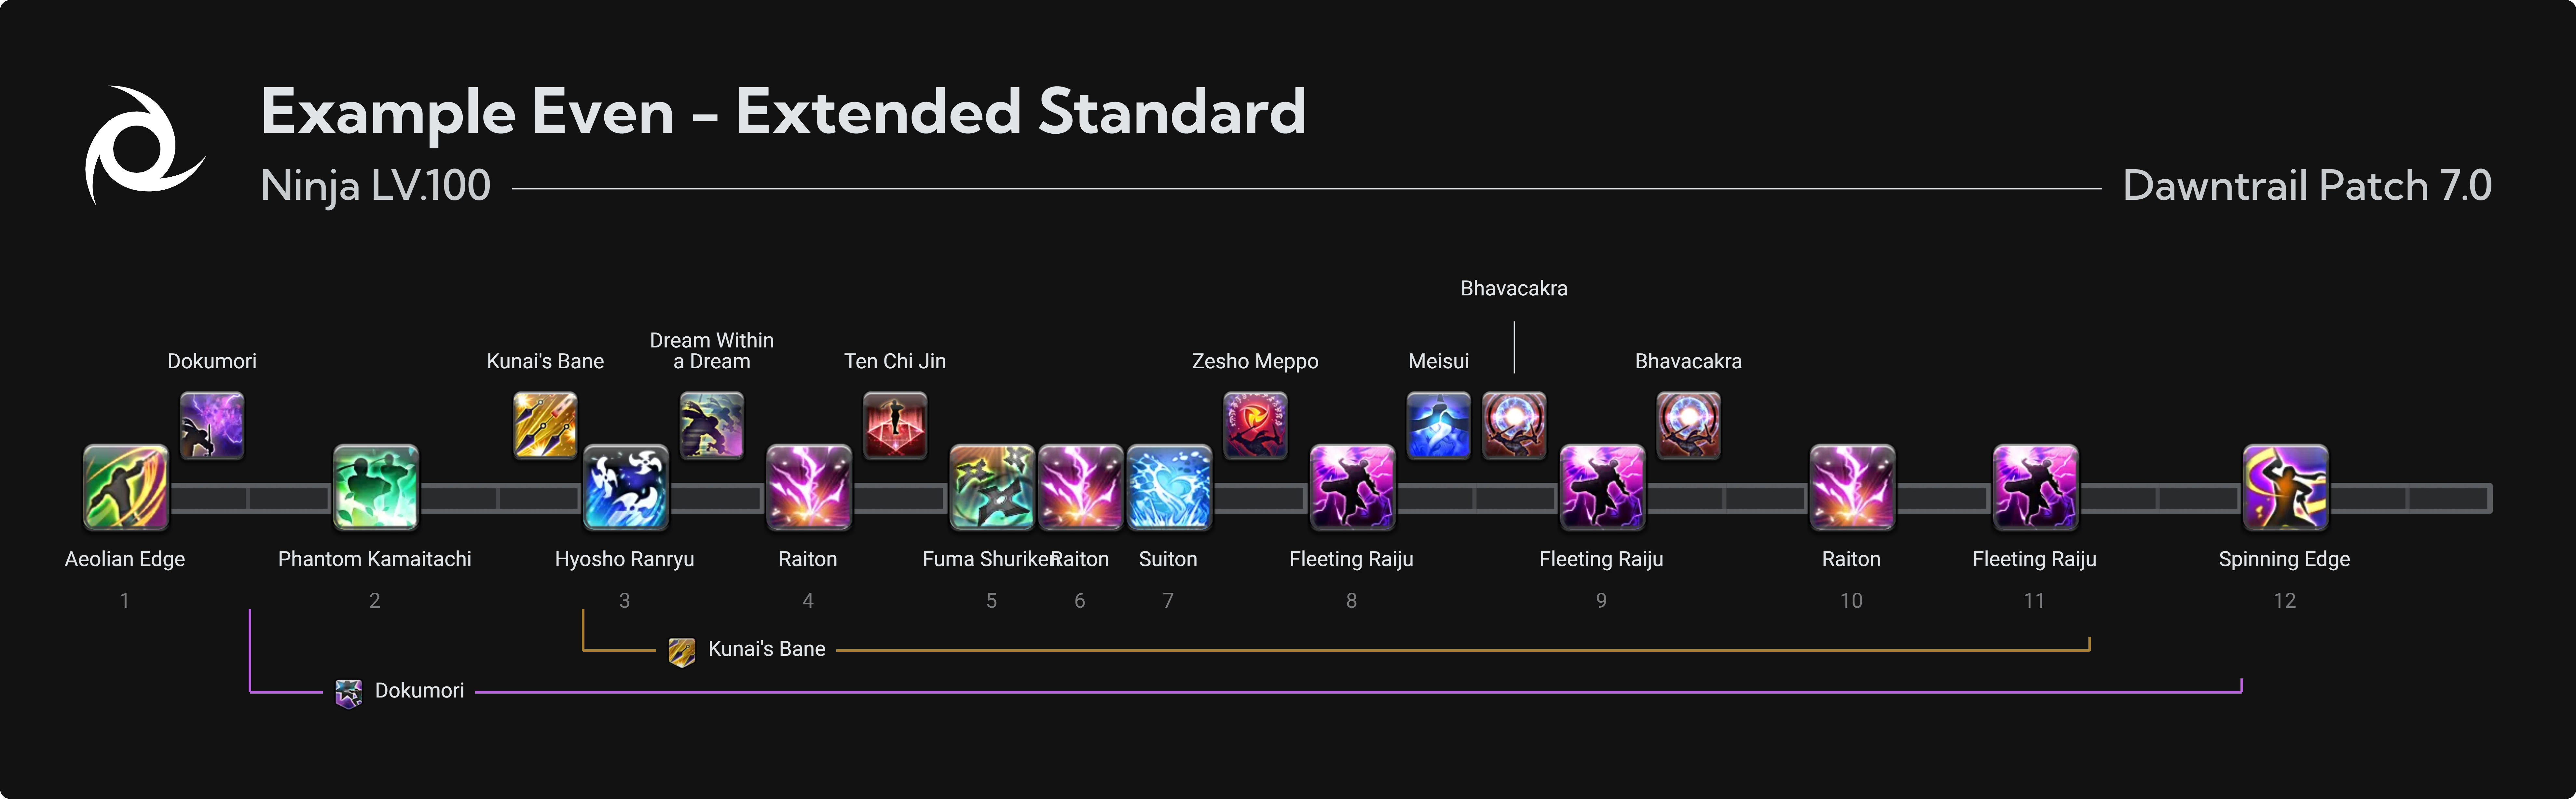 Example Even - Extended Standard
Ninja LV.100
Dawntrail Patch 7.0
Bhavacakra
Dokumori
Kunai's Bane
Dream Within
a Dream
Ten Chi Jin
Zesho Meppo
Meisui
Bhavacakra
Aeolian Edge
Phantom Kamaitachi
Hyosho Ranryu
Raiton
Fuma Shuriken
Raiton
Suiton
Fleeting Raiju
Fleeting Raiju
Raiton
Fleeting Raiju
Spinning Edge
1
2
3
4
5
6
7
8
9
10
11
12
Kunai's Bane
Dokumori